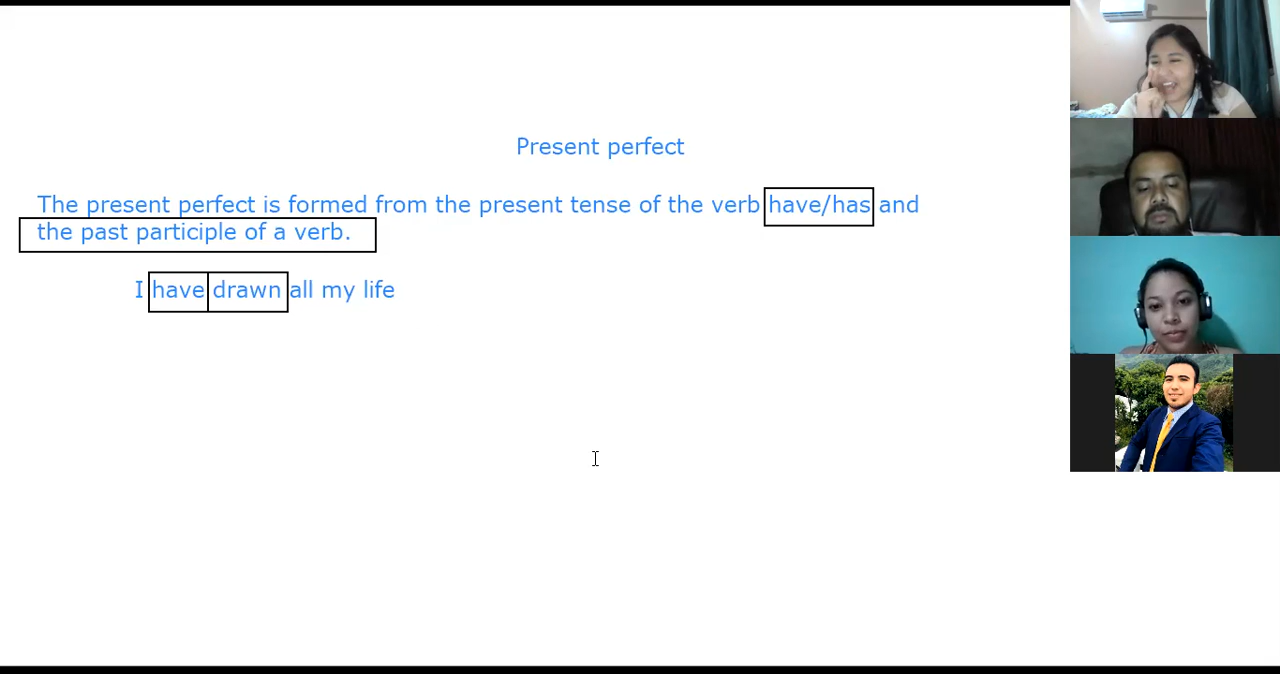 Present perfect
The present perfect is formed from the present tense of the verb have/has and
the past participle of a verb.
I have drawn all my life